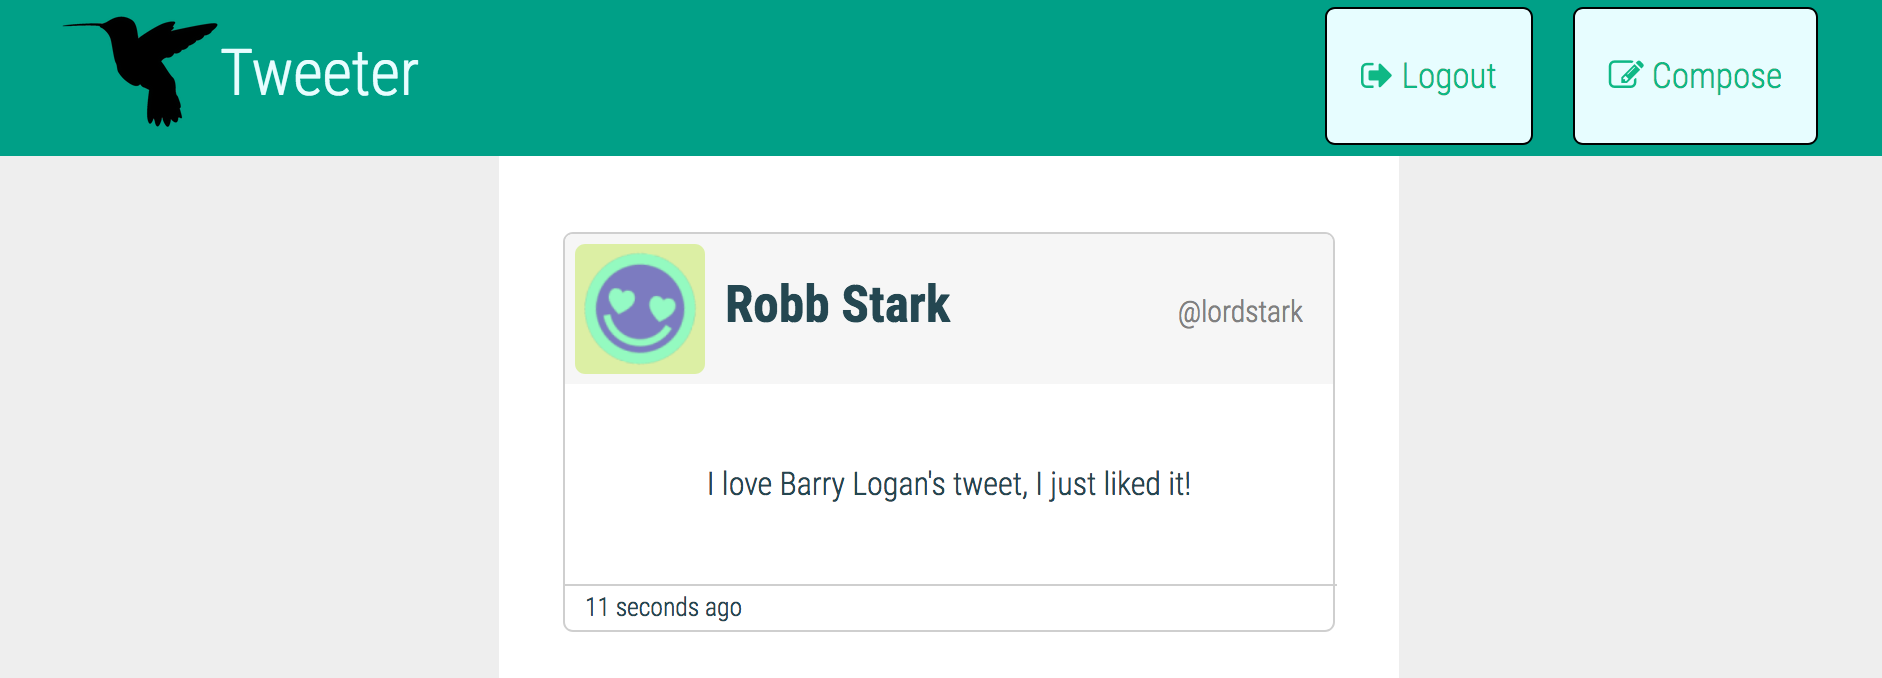 Tweeter
Logout
Compose
Robb Stark
@lordstark
I love Barry Logan's tweet, I just liked it!
11 seconds ago